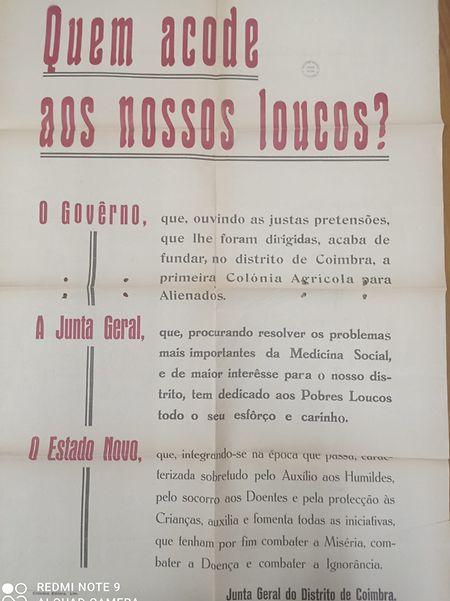 Quem acode
aos nossos loucos?
O Govêrno, que, ouvindo as justas pretensões,
que lhe foram dirigidas, acaba de
fundar, no distrito de Coimbra, a
primeira Colónia Agrícola para
Alienados.
A Junta Geral, que, procurando resolver os problemas
mais importantes da Medicina Social,
e de maior interêsse para o nosso dis-
trito, tem dedicado aos Pobres Loucos
todo o seu esfôrço e carinho.
O Estado Novo, que, integrando-se na época que passa, carac-
terizada sobretudo pelo Auxílio aos Humildes,
pelo socorro aos Doentes e pela protecção às
Crianças, auxilia e fomenta todas as iniciativas,
que tenham por fim combater a Miséria, com-
bater a Doença e combater a Ignorância.
Junta Geral do Distrito de Coimbra.
REDMI NOTE 9